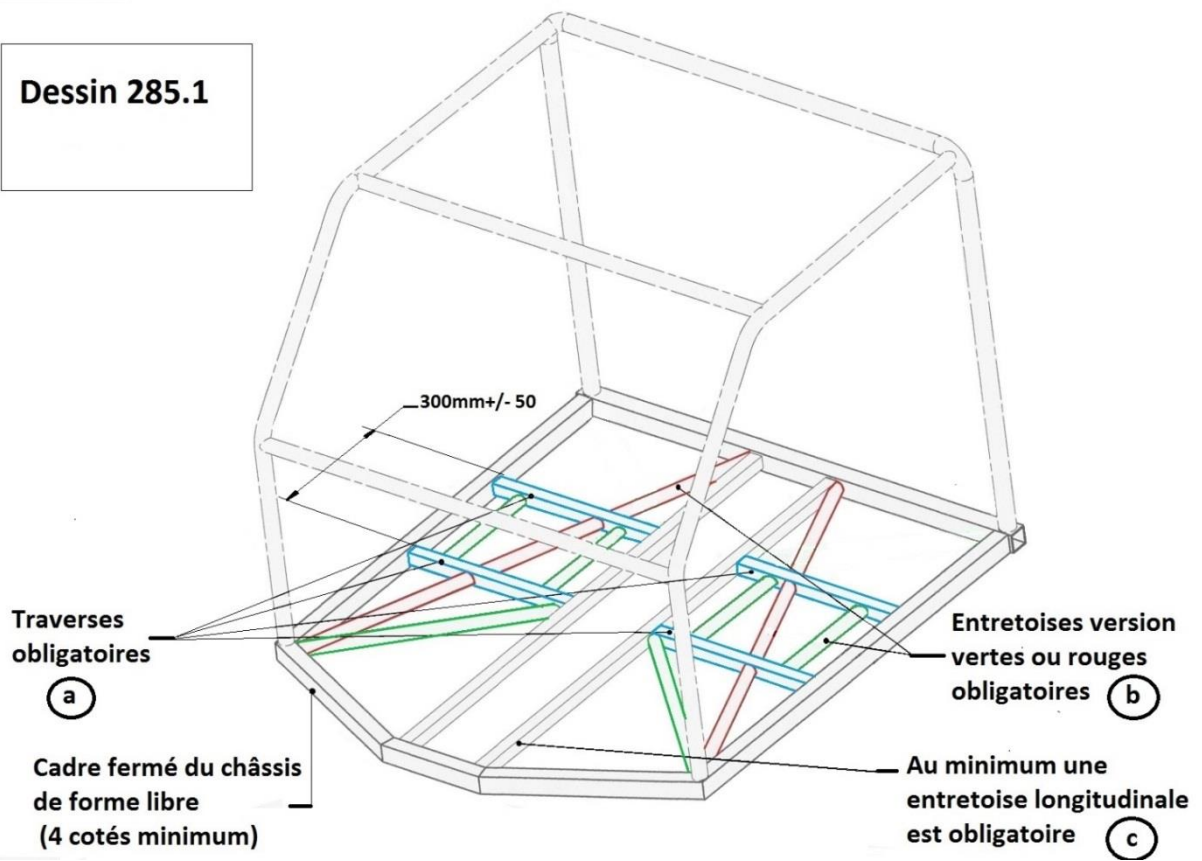 Dessin 285.1
300mm+/- 50
Traverses
obligatoires
a
Cadre fermé du châssis
de forme libre
(4 cotés minimum)
Entretoises version
vertes ou rouges
obligatoires b
Au minimum une
entretoise longitudinale
est obligatoire c